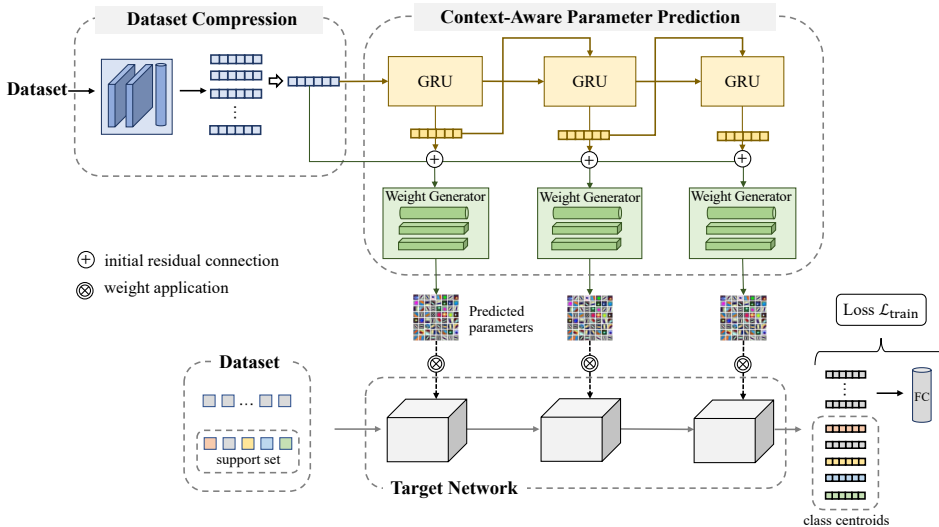 Dataset Compression
Context-Aware Parameter Prediction
Dataset
GRU
GRU
GRU
Weight Generator
Weight Generator
Weight Generator
initial residual connection
weight application
Predicted
parameters
Loss ℒtrain
Dataset
...
support set
FC
Target Network
class centroids